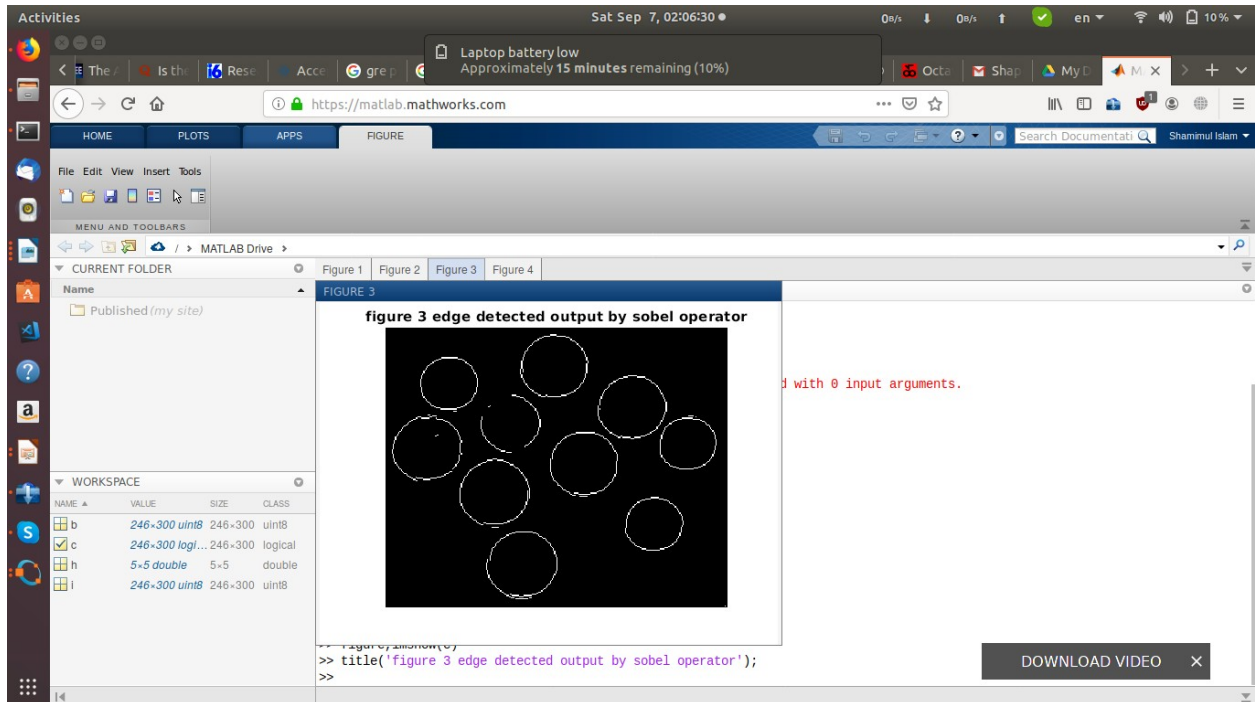 Activities
Sat Sep 7, 02:06:30
0B/s 0B/s en 10%
Laptop battery low
Approximately 15 minutes remaining (10%)
The A Is the i6 Rese Acce G grep G Octa Shap My D M
https://matlab.mathworks.com
HOME PLOTS APPS FIGURE
Search Documentati Shamimul Islam
File Edit View Insert Tools
MENU AND TOOLBARS
/ > MATLAB Drive >
CURRENT FOLDER
Name
Published (my site)
Figure 1 Figure 2 Figure 3 Figure 4
FIGURE 3
figure 3 edge detected output by sobel operator
d with 0 input arguments.
WORKSPACE
NAME VALUE SIZE CLASS
b 246×300 uint8 246×300 uint8
c 246×300 logi... 246×300 logical
h 5×5 double 5×5 double
i 246×300 uint8 246×300 uint8
>> figure,imshow(c)
>> title('figure 3 edge detected output by sobel operator');
>>
DOWNLOAD VIDEO